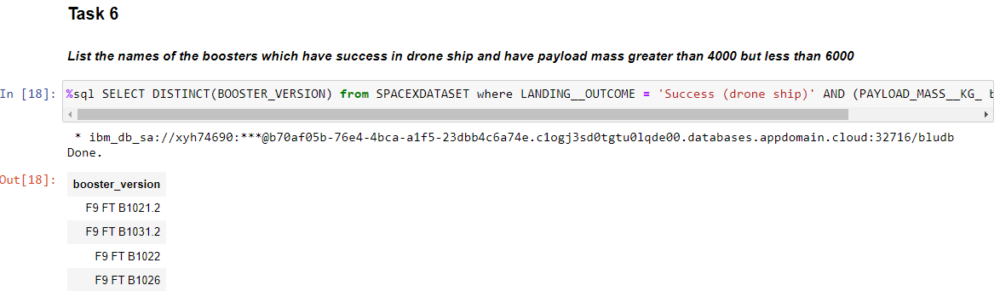 Task 6
List the names of the boosters which have success in drone ship and have payload mass greater than 4000 but less than 6000
In [18]: %sql SELECT DISTINCT(BOOSTER_VERSION) from SPACEXDATASET where LANDING__OUTCOME = 'Success (drone ship)' AND (PAYLOAD_MASS__KG_ b
* ibm_db_sa://xyh74690:***@b70af05b-76e4-4bca-a1f5-23dbb4c6a74e.c1ogj3sd0tgtu0lqde00.databases.appdomain.cloud:32716/bludb
Done.
Out[18]:
booster_version
F9 FT B1021.2
F9 FT B1031.2
F9 FT B1022
F9 FT B1026